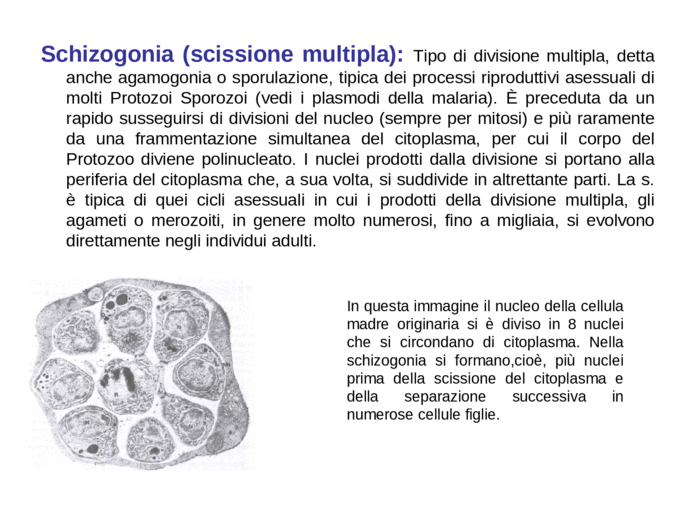 Schizogonia (scissione multipla): Tipo di divisione multipla, detta
anche agamogonia o sporulazione, tipica dei processi riproduttivi asessuali di
molti Protozoi Sporozoi (vedi i plasmodi della malaria). È preceduta da un
rapido susseguirsi di divisioni del nucleo (sempre per mitosi) e più raramente
da una frammentazione simultanea del citoplasma, per cui il corpo del
Protozoo diviene polinucleato. I nuclei prodotti dalla divisione si portano alla
periferia del citoplasma che, a sua volta, si suddivide in altrettante parti. La s.
è tipica di quei cicli asessuali in cui i prodotti della divisione multipla, gli
agameti o merozoiti, in genere molto numerosi, fino a migliaia, si evolvono
direttamente negli individui adulti.
In questa immagine il nucleo della cellula
madre originaria si è diviso in 8 nuclei
che si circondano di citoplasma. Nella
schizogonia si formano,cioè, più nuclei
prima della scissione del citoplasma e
della separazione successiva in
numerose cellule figlie.